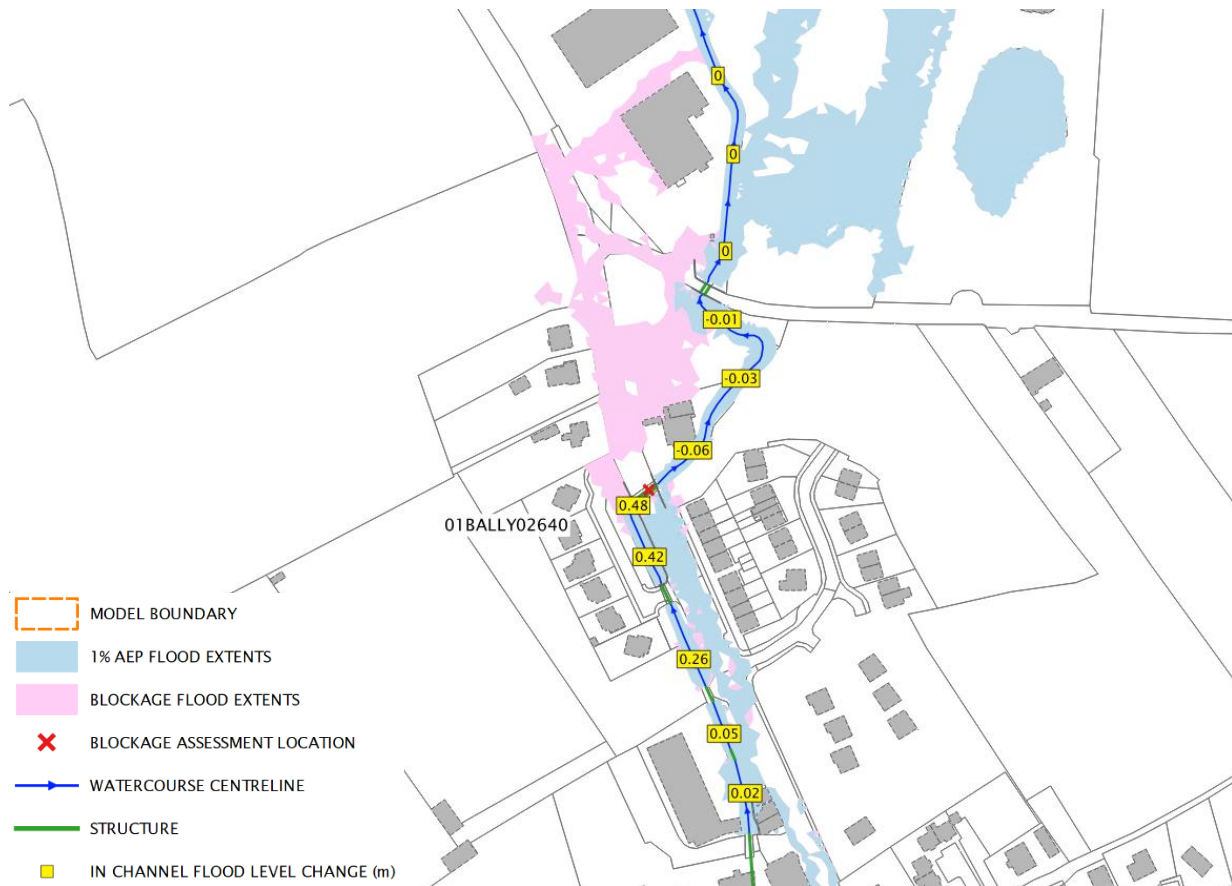 0
0
0
-0.01
-0.03
-0.06
0.48
01BALLY02640
0.42
0.26
0.05
0.02
MODEL BOUNDARY
1% AEP FLOOD EXTENTS
BLOCKAGE FLOOD EXTENTS
BLOCKAGE ASSESSMENT LOCATION
WATERCOURSE CENTRELINE
STRUCTURE
IN CHANNEL FLOOD LEVEL CHANGE (m)